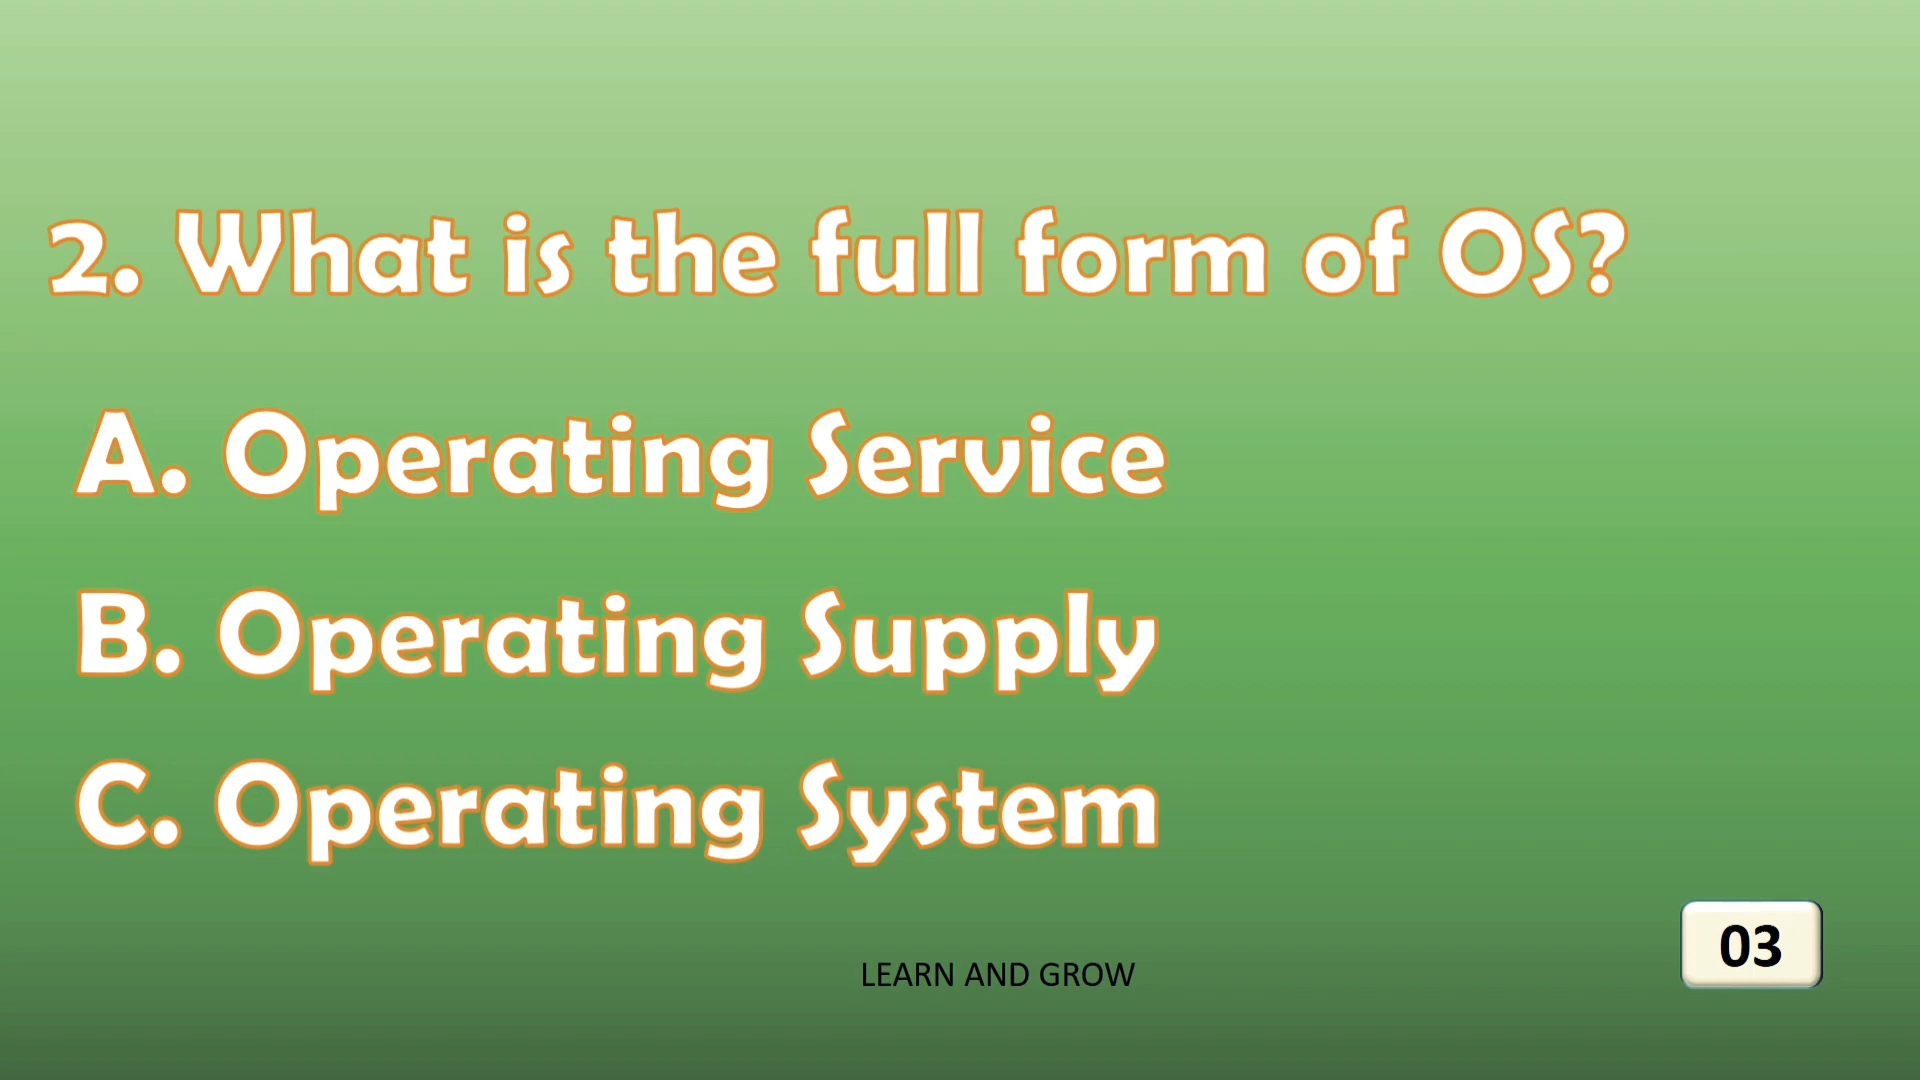 2. What is the full form of OS?
A. Operating Service
B. Operating Supply
C. Operating System
03
LEARN AND GROW